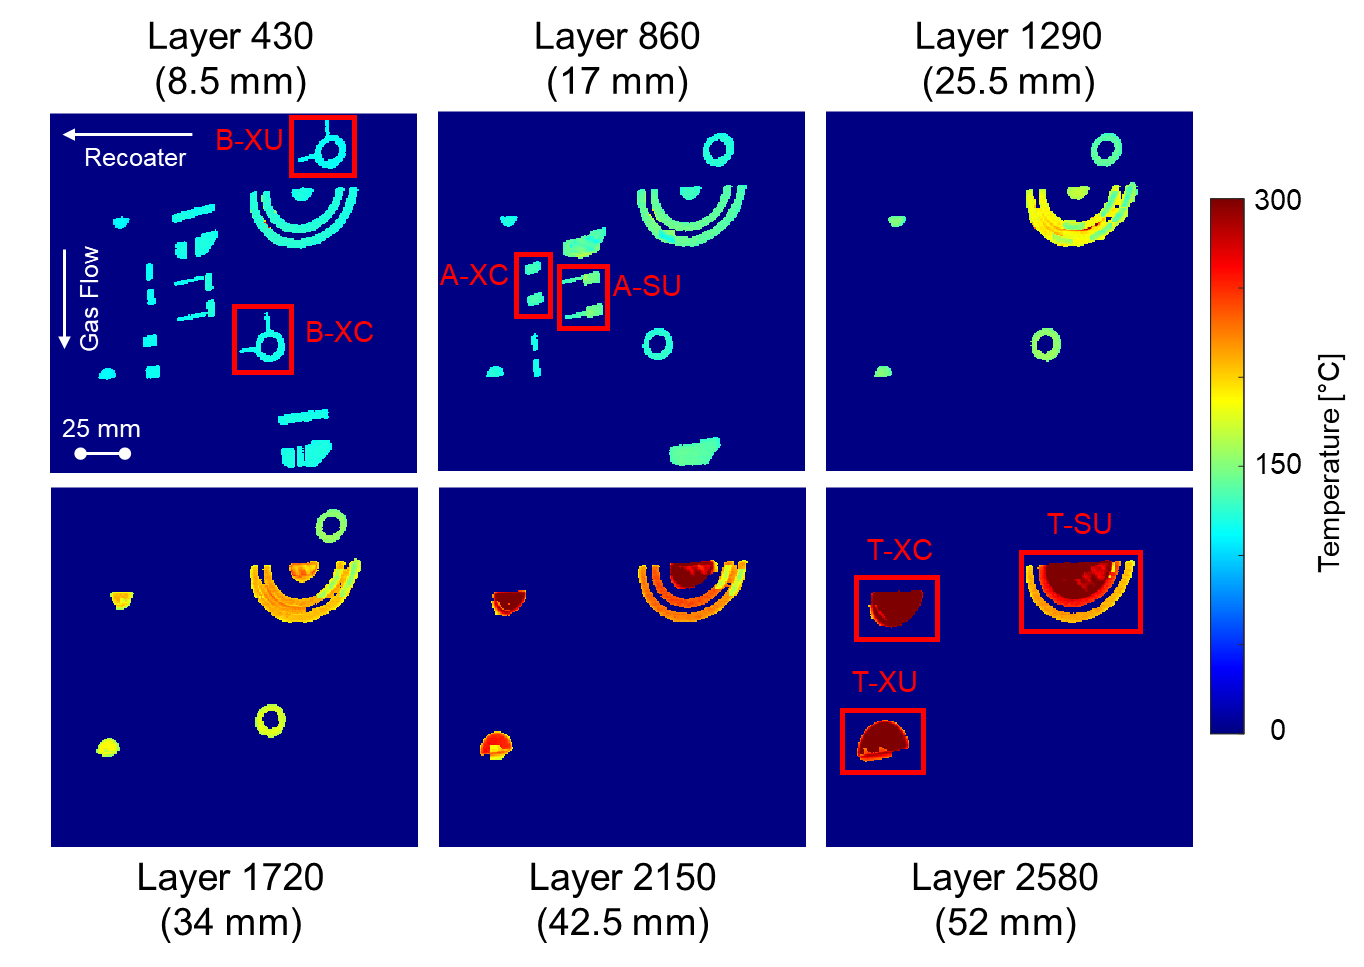 Layer 430
(8.5 mm)
Layer 860
(17 mm)
Layer 1290
(25.5 mm)
B-XU
Recoater
Gas Flow
B-XC
25 mm
A-XC
A-SU
300
150
0
Temperature [°C]
T-XC
T-SU
T-XU
Layer 1720
(34 mm)
Layer 2150
(42.5 mm)
Layer 2580
(52 mm)